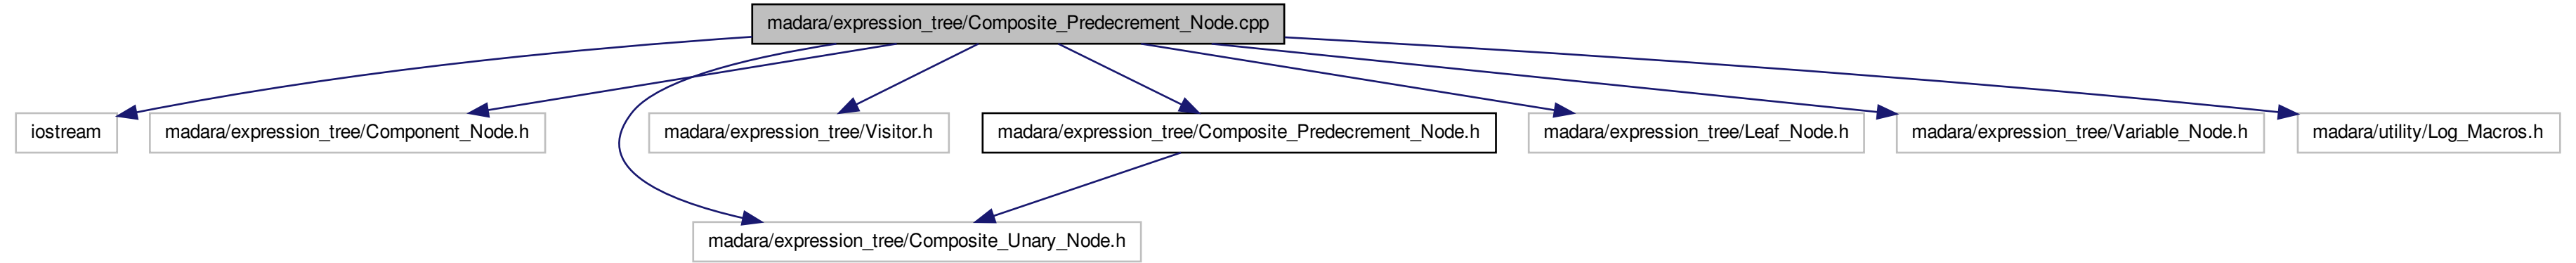 madara/expression_tree/Composite_Predecrement_Node.cpp
iostream
madara/expression_tree/Component_Node.h
madara/expression_tree/Visitor.h
madara/expression_tree/Composite_Predecrement_Node.h
madara/expression_tree/Leaf_Node.h
madara/expression_tree/Variable_Node.h
madara/utility/Log_Macros.h
madara/expression_tree/Composite_Unary_Node.h